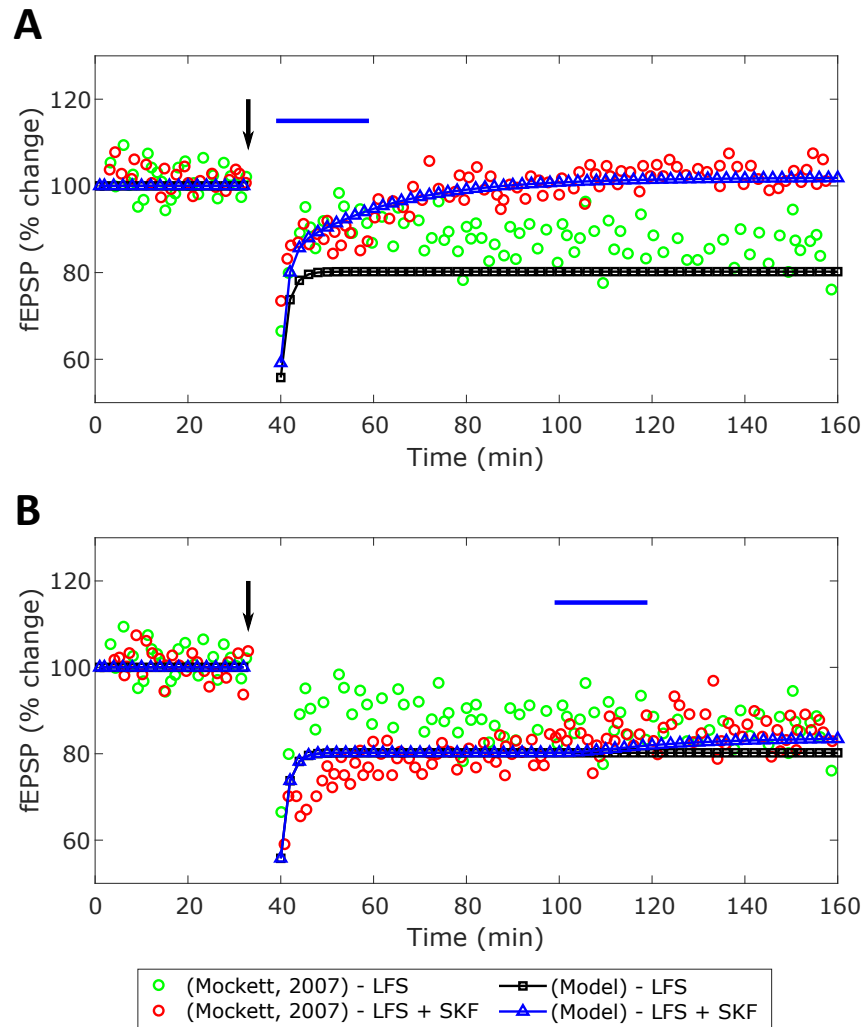 A
120
100
80
60
fEPSP (% change)
0 20 40 60 80 100 120 140 160
Time (min)
B
120
100
80
60
fEPSP (% change)
0 20 40 60 80 100 120 140 160
Time (min)
(Mockett, 2007) - LFS
(Model) - LFS
(Mockett, 2007) - LFS + SKF
(Model) - LFS + SKF